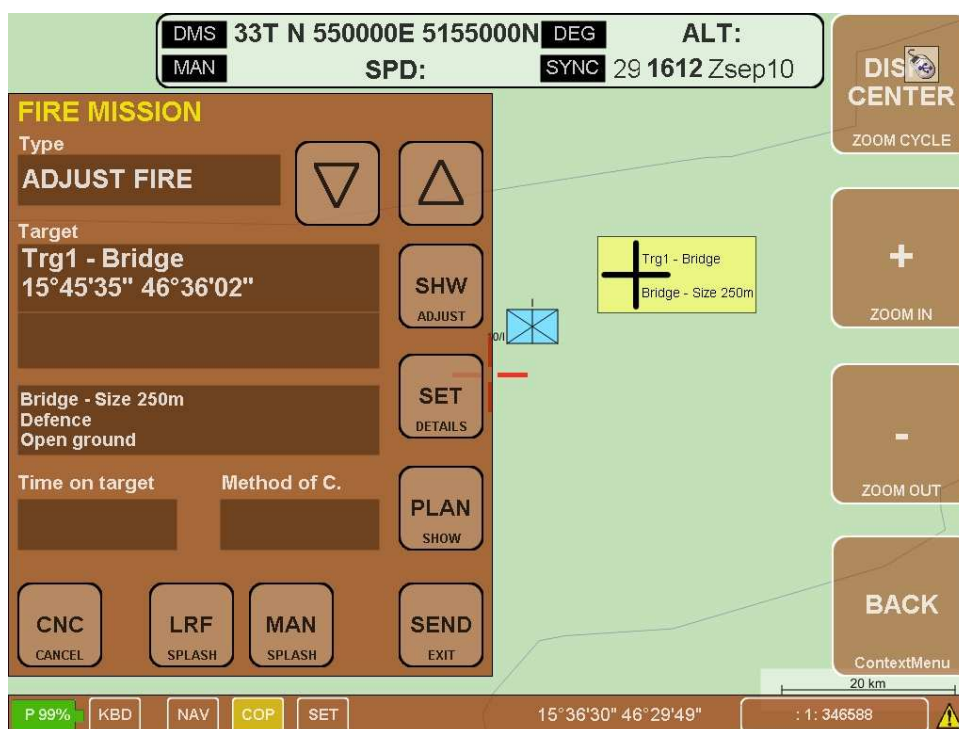 DMS 33T N 550000E 5155000N DEG ALT:
MAN SPD: SYNC 29 1612 Zsep10
CENTER
ZOOM CYCLE
FIRE MISSION
Type
ADJUST FIRE
Target
Trg1 - Bridge
15°45'35" 46°36'02"
SHW
ADJUST
Bridge - Size 250m
Defence
Open ground
SET
DETAILS
Time on target Method of C.
PLAN
SHOW
CNC
CANCEL
LRF
SPLASH
MAN
SPLASH
SEND
EXIT
Trg1 - Bridge
Bridge - Size 250m
+
ZOOM IN
-
ZOOM OUT
BACK
ContextMenu
20 km
P 99% KBD NAV COP SET 15°36'30" 46°29'49" : 1: 346588